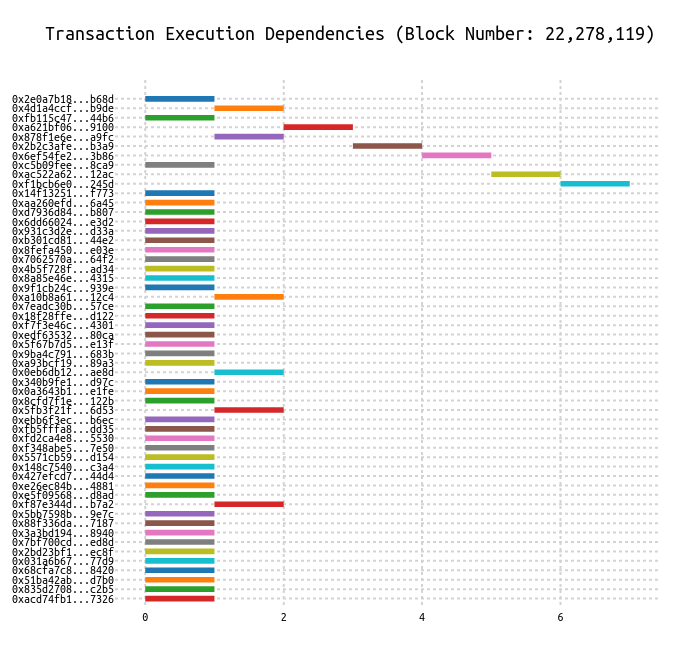 Transaction Execution Dependencies (Block Number: 22,278,119)
0x2e0a7b18...b68d
0x4d1a4ccf...b9de
0xfb115c47...44b6
0xa621bf06...9100
0x878f1e6e...a9fc
0x2b2c3afe...b3a9
0x6ef54fe2...3b86
0xc5b09fee...8ca9
0xac522a62...12ac
0xf1bcb6e0...245d
0x14f13251...f773
0xaa260efd...6a45
0xd7936d84...b807
0x6dd66024...e3d2
0x931c3d2e...d33a
0xb301cd81...44e2
0x8fefa450...e03e
0x7062570a...64f2
0x4b5f728f...ad34
0x8a85e46e...4315
0x9f1cb24c...939e
0xa10b8a61...12c4
0x7eadc30b...57ce
0x18f28ffe...d122
0xf7f3e46c...4301
0xedf63532...80ca
0x5f67b7d5...e13f
0x9ba4c791...683b
0xa93bcf19...89a3
0x0eb6db12...ae8d
0x340b9fe1...d97c
0x0a3643b1...e1fe
0x8cfd7f1e...122b
0x5fb3f21f...6d53
0xebb6f3ec...b6ec
0xfb5fffa8...dd35
0xfd2ca4e8...5530
0xf348abe5...7e50
0x5571cb59...d154
0x148c7540...c3a4
0x427efcd7...44d4
0xe26ec84b...4881
0xe5f09568...d8ad
0xf87e344d...b7a2
0x5bb7598b...9e7c
0x88f336da...7187
0x3a3bd194...8940
0x7bf700cd...ed8d
0x2bd23bf1...ec8f
0x031a6b67...77d9
0x68cfa7c8...8420
0x51ba42ab...d7b0
0x835d2708...c2b5
0xacd74fb1...7326
0 2 4 6